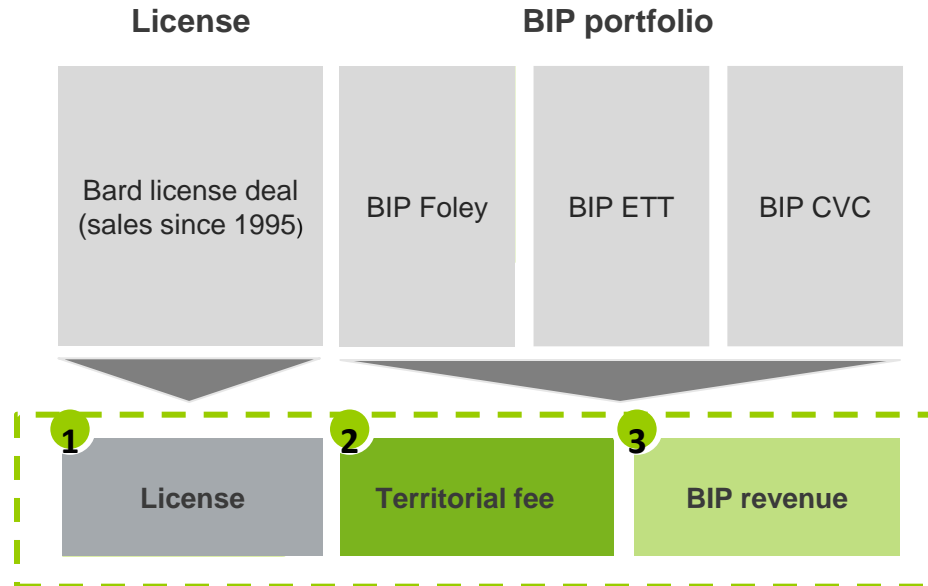 License
BIP portfolio
Bard license deal
(sales since 1995)
BIP Foley
BIP ETT
BIP CVC
1
2
3
License
Territorial fee
BIP revenue